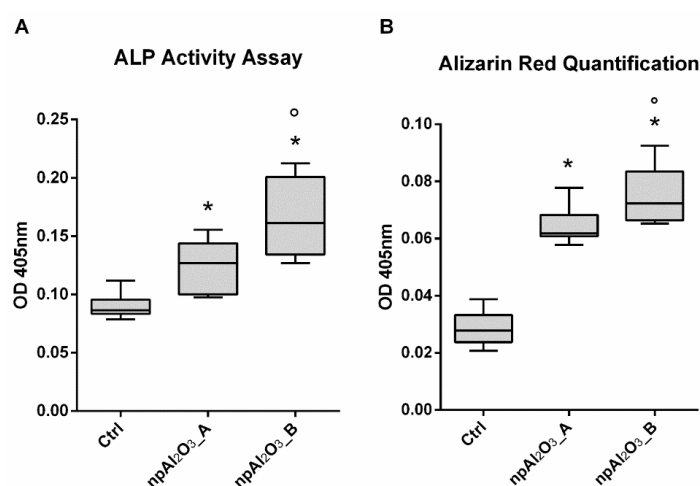 A
ALP Activity Assay
OD 405nm
0.25
0.20
0.15
0.10
0.05
0.00
*
°
*
Ctrl
npAl₂O₃_A
npAl₂O₃_B
B
Alizarin Red Quantification
OD 405nm
0.10
0.08
0.06
0.04
0.02
0.00
*
°
*
Ctrl
npAl₂O₃_A
npAl₂O₃_B